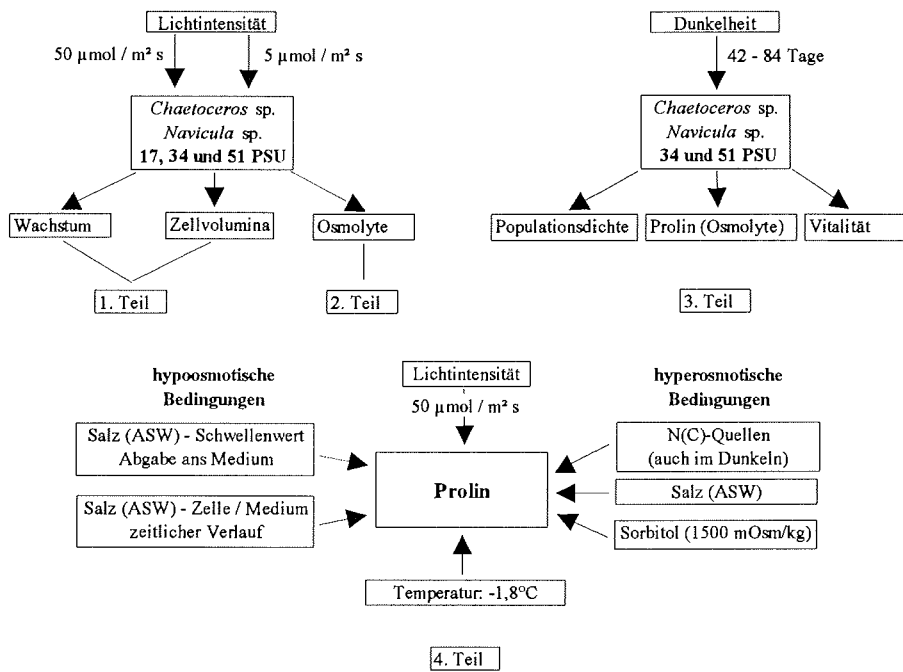 Lichtintensität
50 µmol / m² s
5 µmol / m² s
Chaetoceros sp.
Navicula sp.
17, 34 und 51 PSU
Wachstum
Zellvolumina
Osmolyte
1. Teil
2. Teil
Dunkelheit
42 - 84 Tage
Chaetoceros sp.
Navicula sp.
34 und 51 PSU
Populationsdichte
Prolin (Osmolyte)
Vitalität
3. Teil
hypoosmotische
Bedingungen
Salz (ASW) - Schwellenwert
Abgabe ans Medium
Salz (ASW) - Zelle / Medium
zeitlicher Verlauf
Lichtintensität
50 µmol / m² s
Prolin
Temperatur: -1,8°C
hyperosmotische
Bedingungen
N(C)-Quellen
(auch im Dunkeln)
Salz (ASW)
Sorbitol (1500 mOsm/kg)
4. Teil